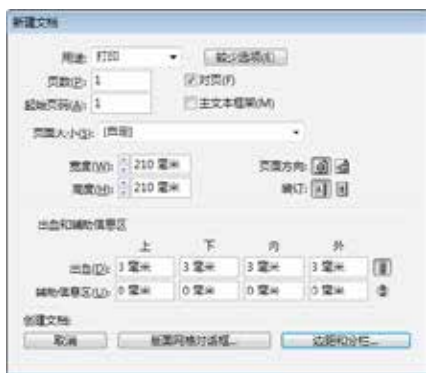 新建文档
用途: 打印 较少选项(L)
页数(P): 1 对页(F)
起始页码(A): 1 主文本框架(M)
页面大小(S): [自定]
宽度(W): 210 毫米 页面方向:
高度(H): 210 毫米 装订:
出血和辅助信息区
上 下 内 外
出血(D): 3 毫米 3 毫米 3 毫米 3 毫米
辅助信息区(U): 0 毫米 0 毫米 0 毫米 0 毫米
创建文档:
取消 版面网格对话框... 边距和分栏...